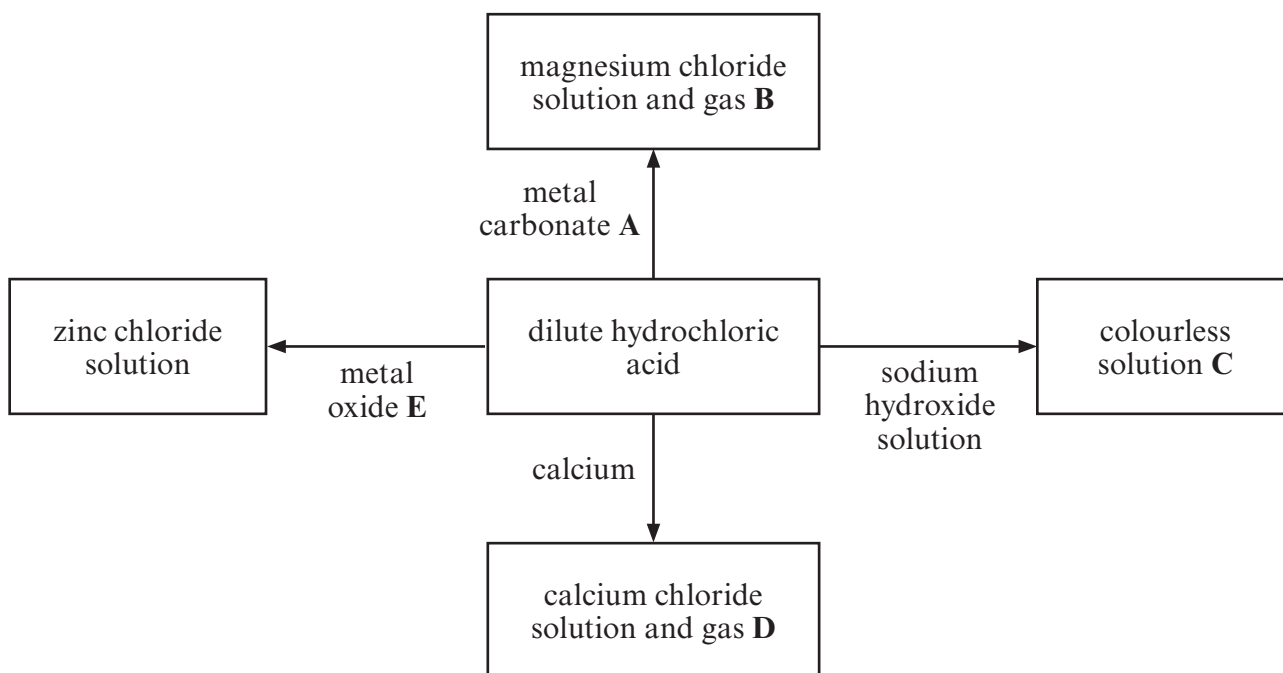 magnesium chloride
solution and gas B
metal
carbonate A
zinc chloride
solution
metal
oxide E
dilute hydrochloric
acid
sodium
hydroxide
solution
colourless
solution C
calcium
calcium chloride
solution and gas D